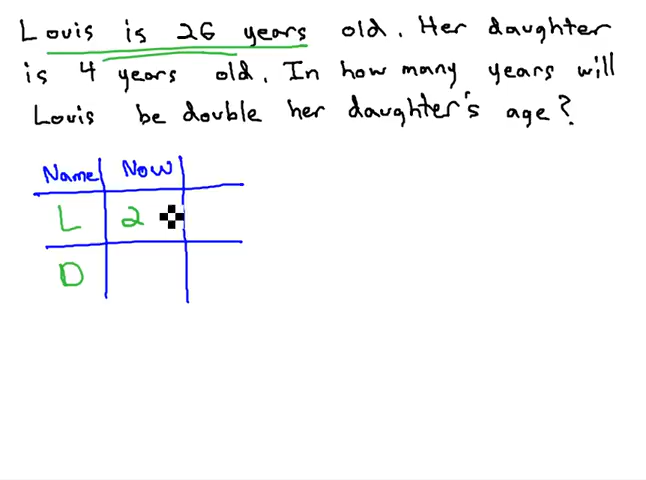 Louis is 26 years old. Her daughter
is 4 years old. In how many years will
Louis be double her daughter's age?
Name Now
L 2
D